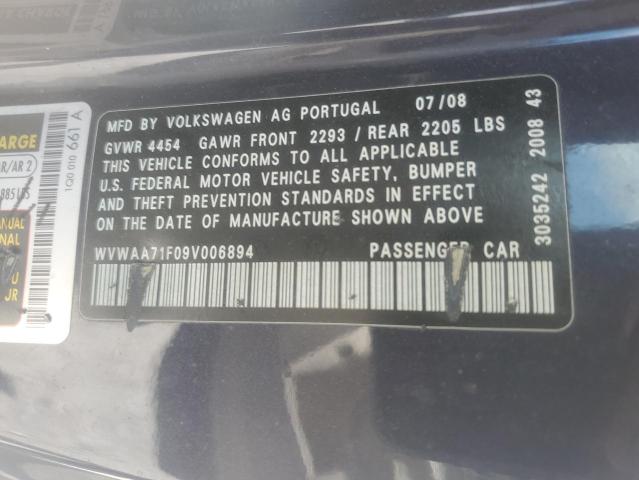 MFD BY VOLKSWAGEN AG PORTUGAL 07/08
GVWR 4454 GAWR FRONT 2293 / REAR 2205 LBS
THIS VEHICLE CONFORMS TO ALL APPLICABLE
U.S. FEDERAL MOTOR VEHICLE SAFETY, BUMPER
AND THEFT PREVENTION STANDARDS IN EFFECT
ON THE DATE OF MANUFACTURE SHOWN ABOVE
WVWAA71F09V006894 PASSENGER CAR
3035242 2008 43
1Q0 010 661 A